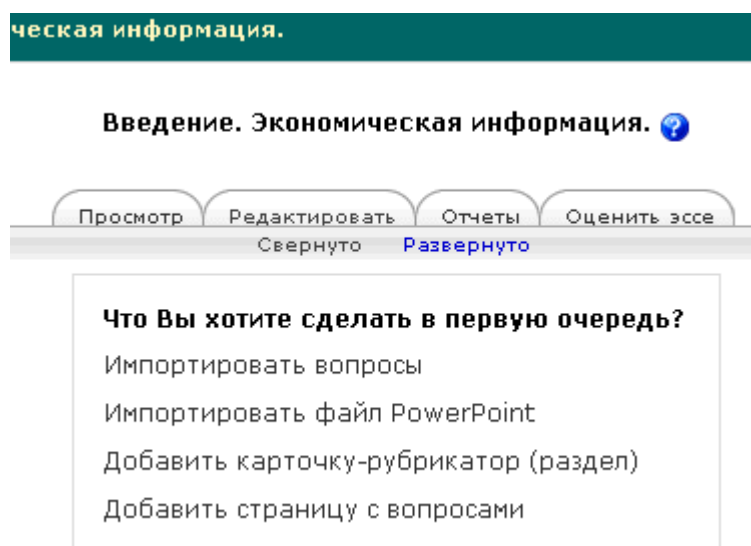 ческая информация.
Введение. Экономическая информация.
Просмотр Редактировать Отчеты Оценить эссе
Свернуто Развернуто
Что Вы хотите сделать в первую очередь?
Импортировать вопросы
Импортировать файл PowerPoint
Добавить карточку-рубрикатор (раздел)
Добавить страницу с вопросами